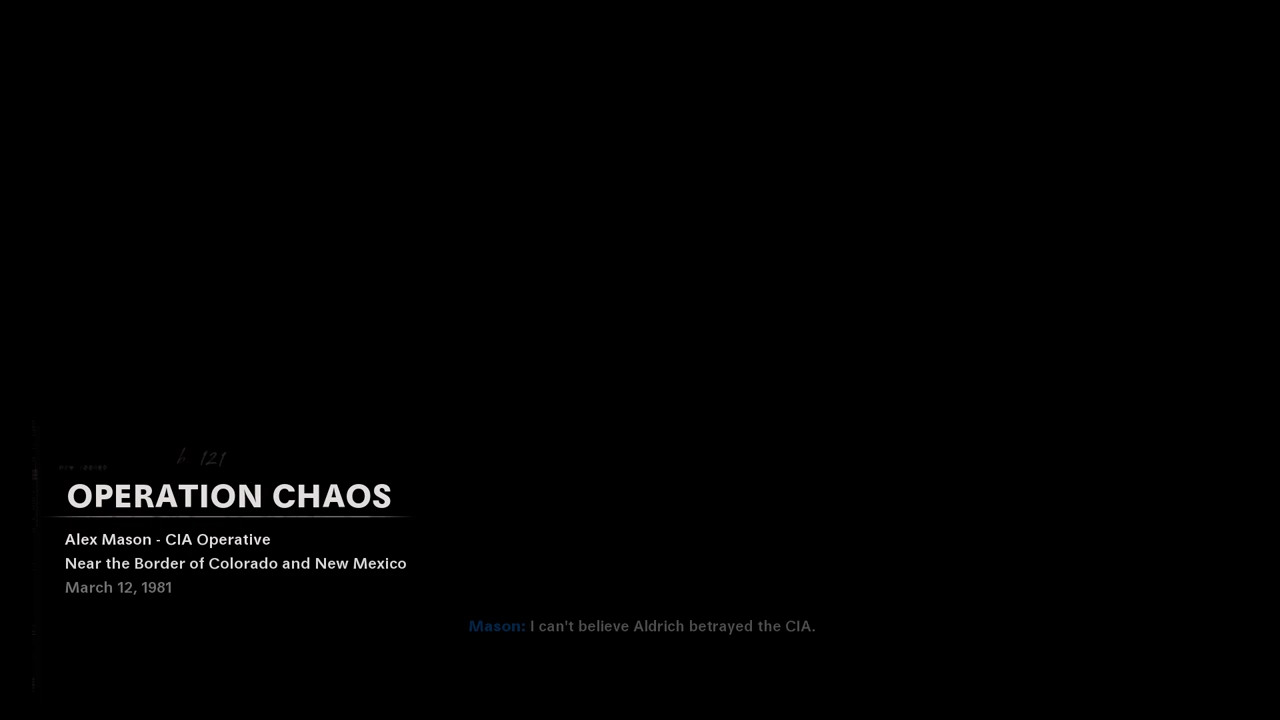 121
OPERATION CHAOS
Alex Mason - CIA Operative
Near the Border of Colorado and New Mexico
March 12, 1981
Mason: I can't believe Aldrich betrayed the CIA.